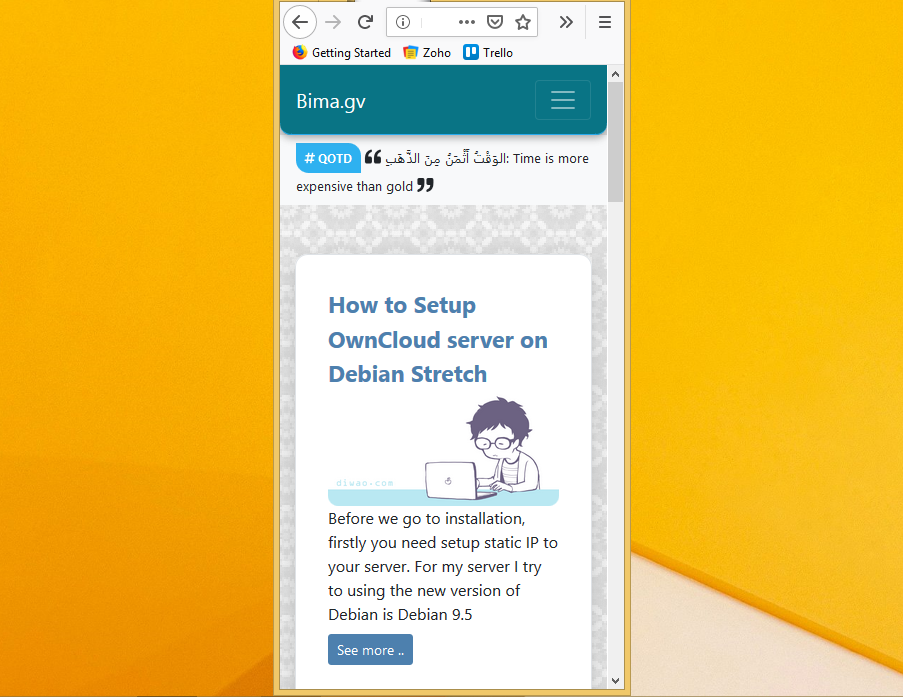 Getting Started Zoho Trello
Bima.gv
# QOTD ❝ الوَقْتُ أَثْمَنُ مِنَ الذَّهَبِ: Time is more
expensive than gold ❞
How to Setup
OwnCloud server on
Debian Stretch
diwao-com
Before we go to installation,
firstly you need setup static IP to
your server. For my server I try
to using the new version of
Debian is Debian 9.5
See more ..